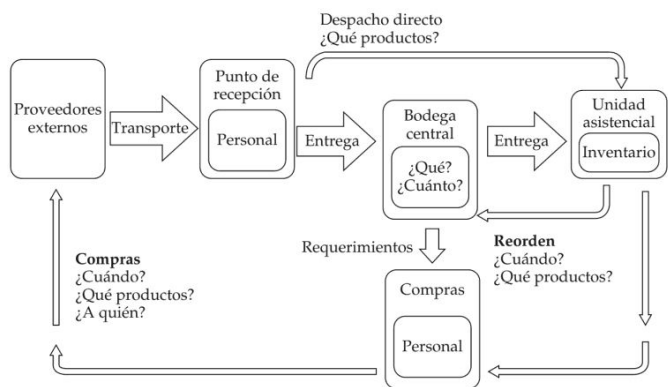 Despacho directo
¿Qué productos?
Proveedores
externos
Transporte
Punto de
recepción
Personal
Entrega
Bodega
central
¿Qué?
¿Cuánto?
Entrega
Unidad
asistencial
Inventario
Requerimientos
Reorden
¿Cuándo?
¿Qué productos?
Compras
¿Cuándo?
¿Qué productos?
¿A quién?
Compras
Personal